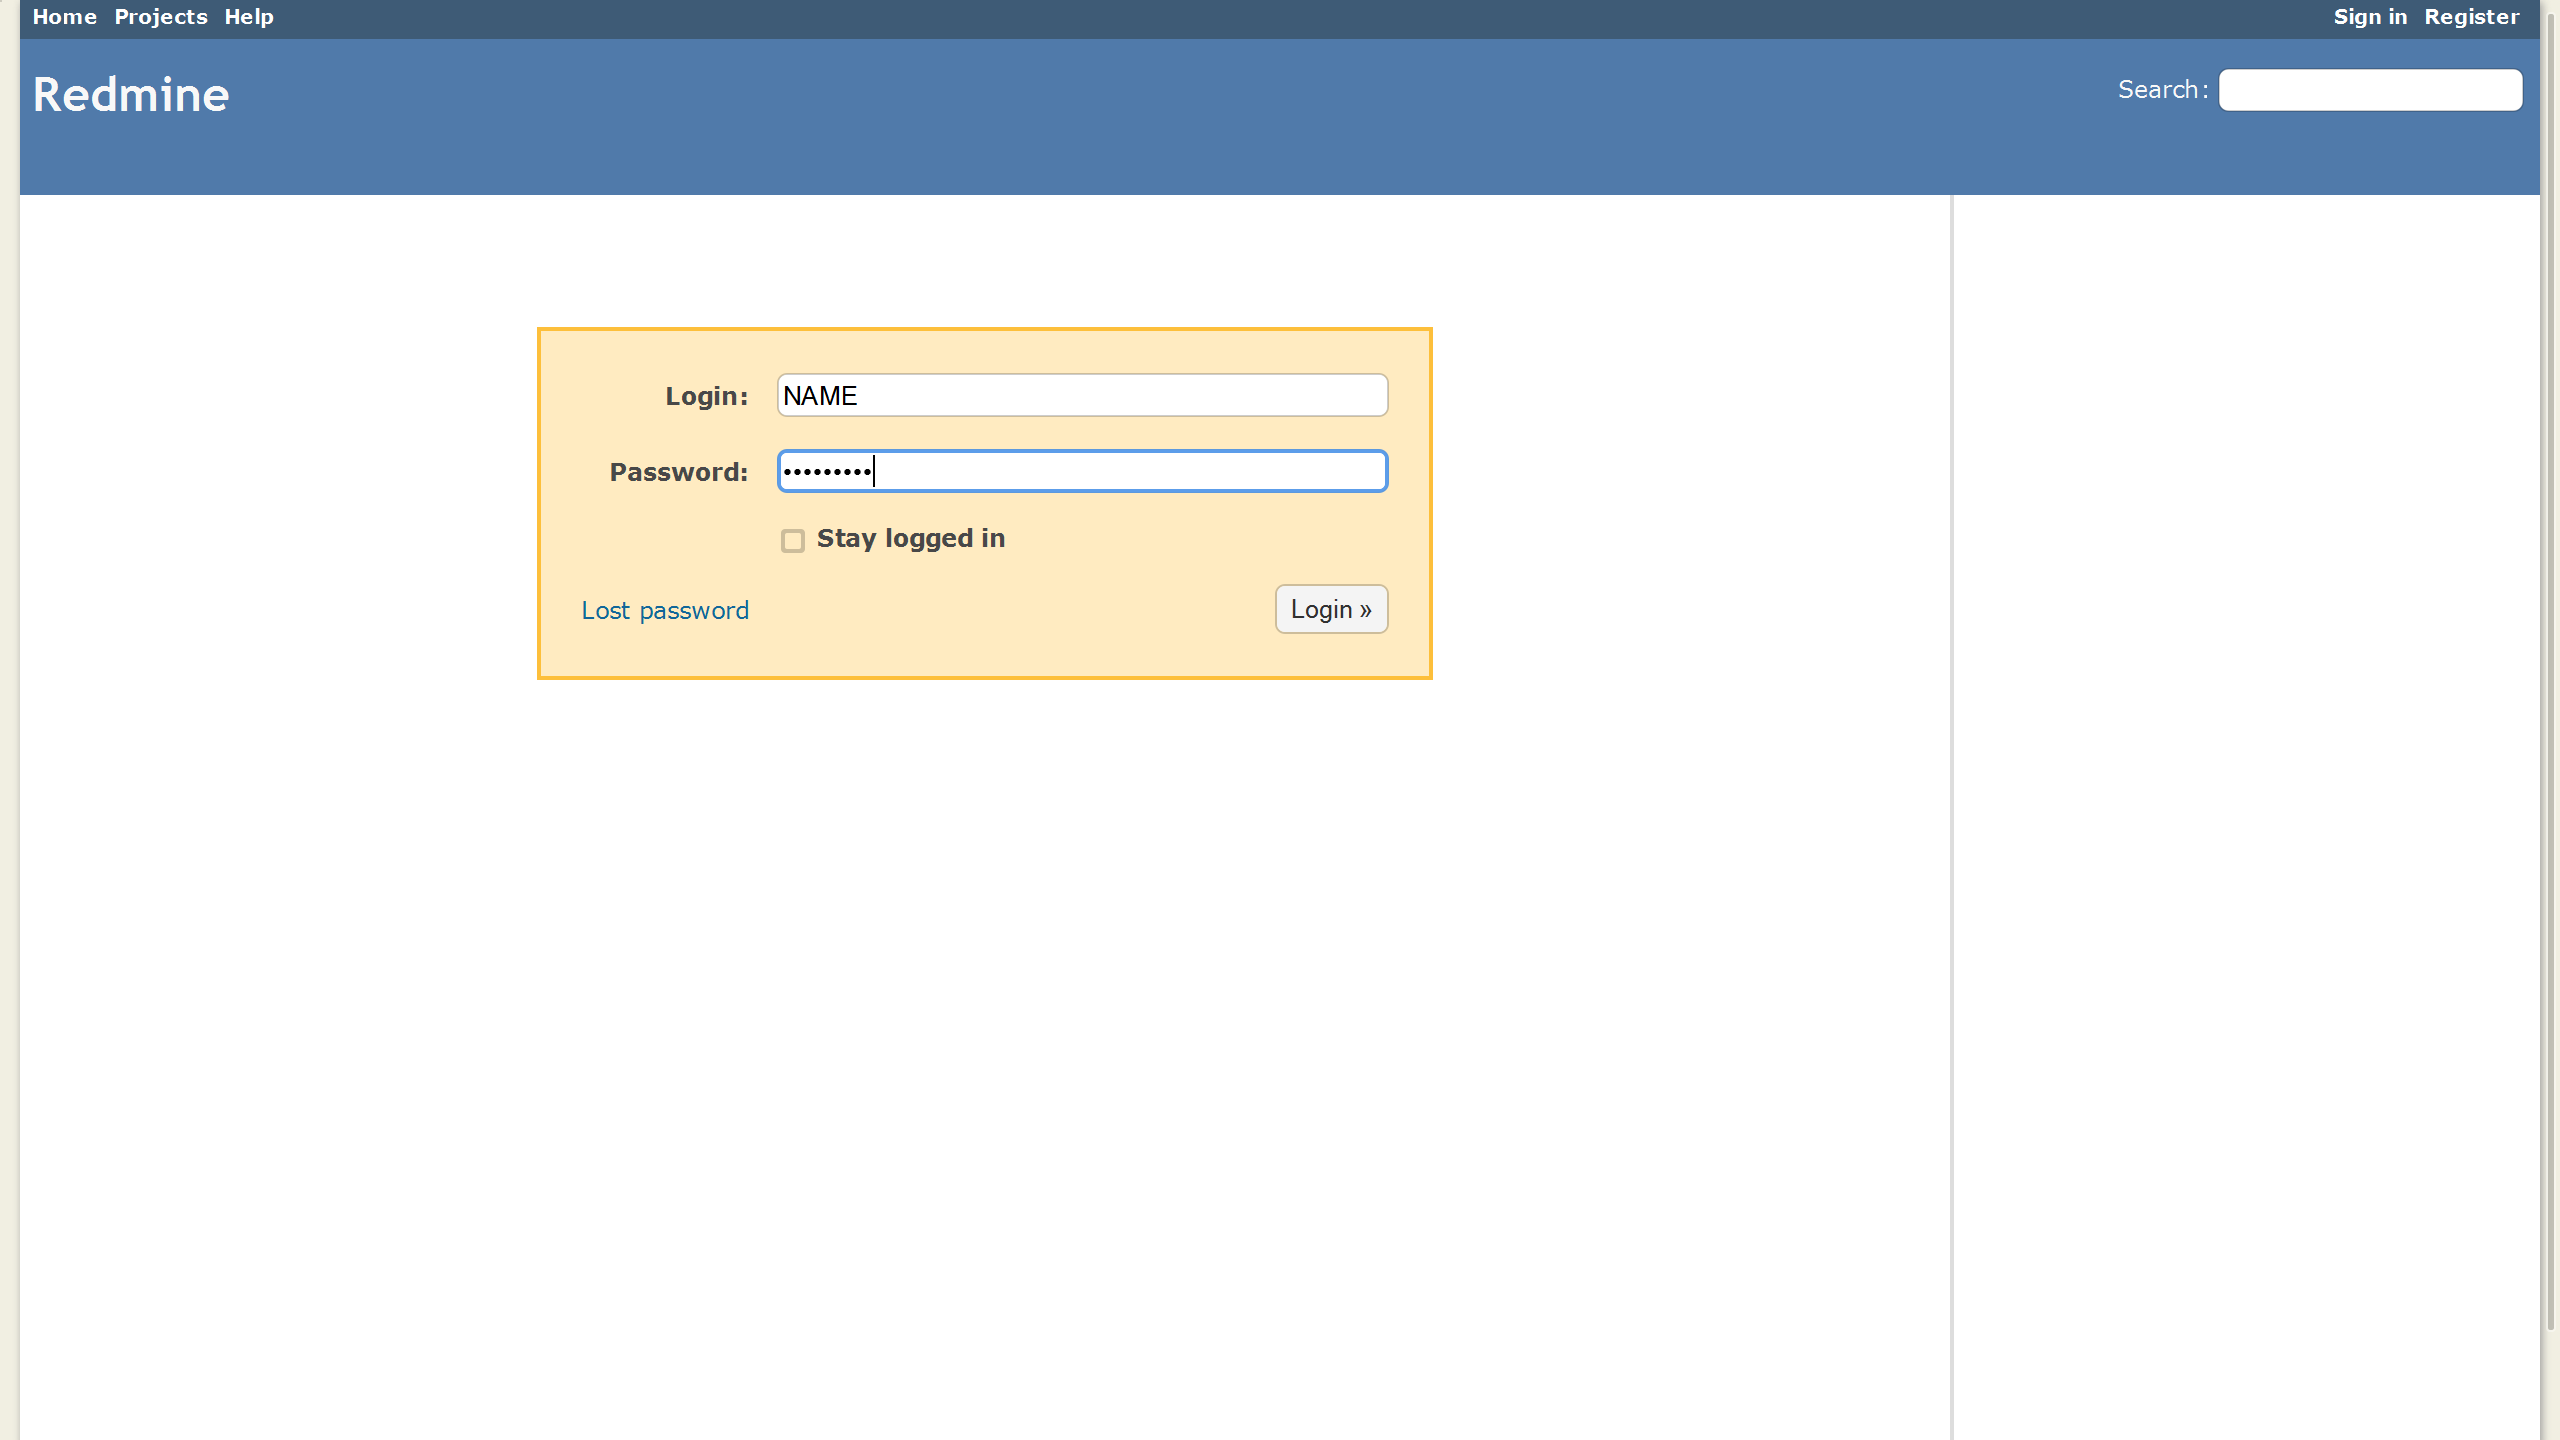 Home Projects Help Sign in Register
Redmine
Search:
Login: NAME
Password: •••••••••
Stay logged in
Lost password
Login »